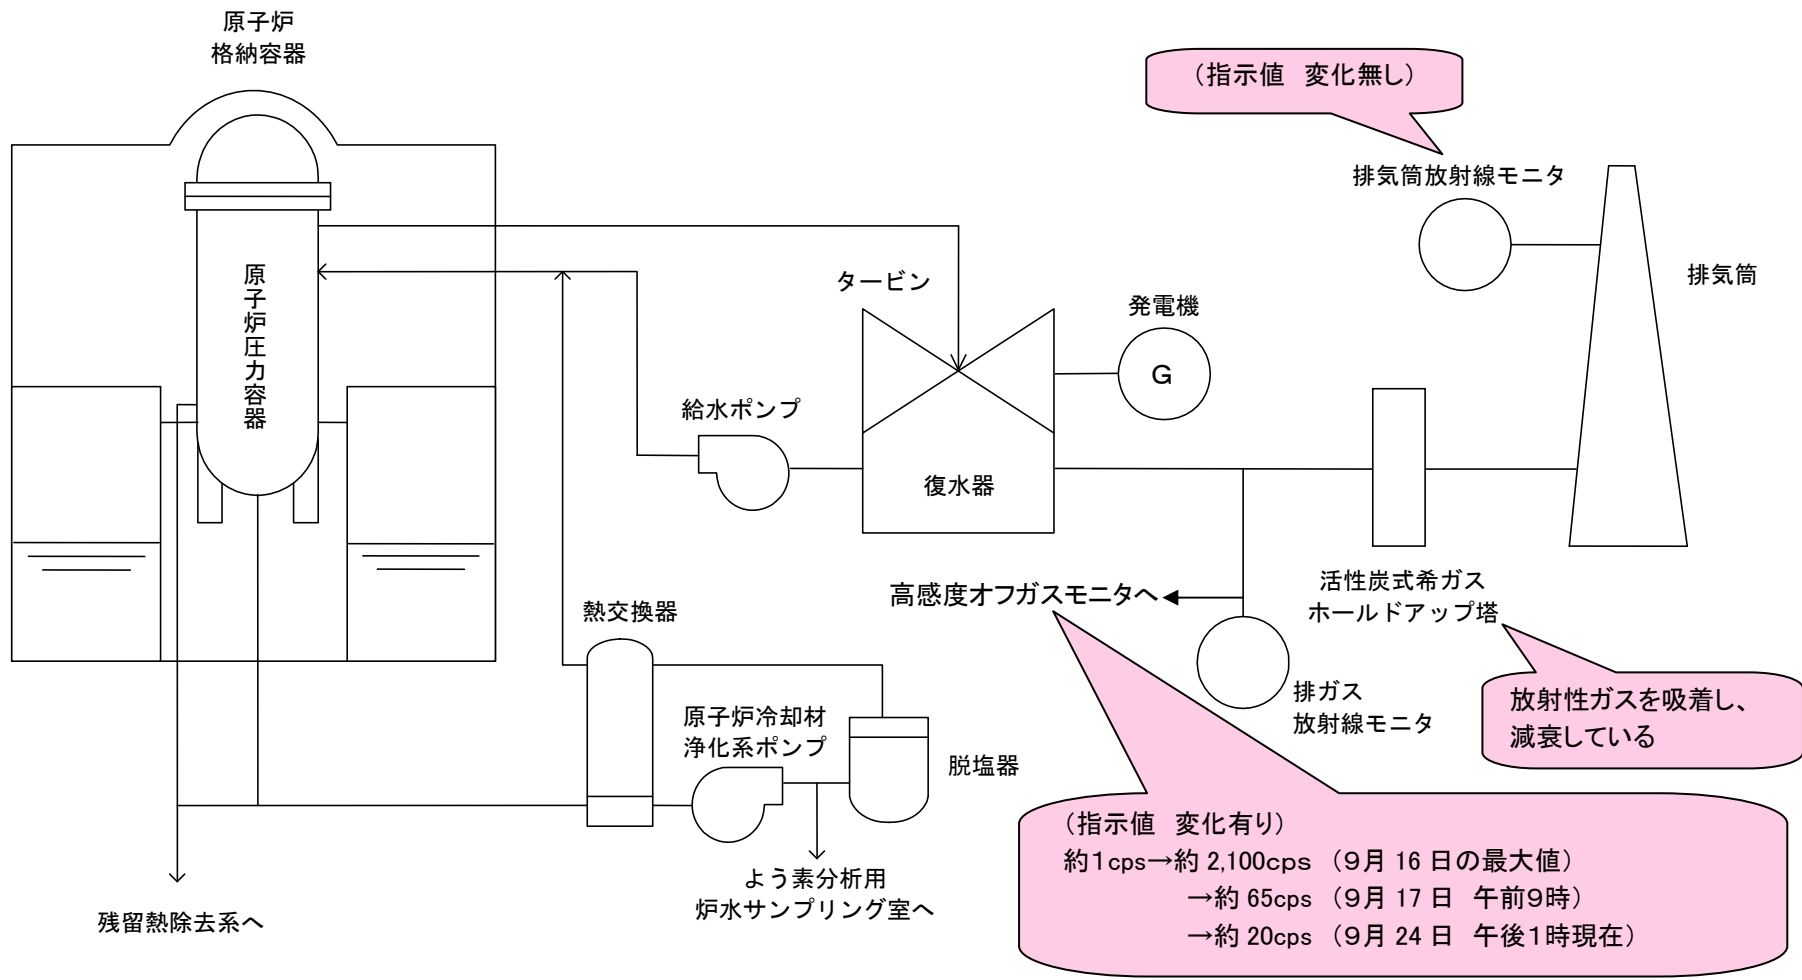 原子炉
格納容器
(指示値 変化無し)
排気筒放射線モニタ
排気筒
原子炉圧力容器
タービン
発電機
G
給水ポンプ
復水器
高感度オフガスモニタへ
活性炭式希ガス
ホールドアップ塔
熱交換器
排ガス
放射線モニタ
放射性ガスを吸着し、
減衰している
原子炉冷却材
浄化系ポンプ
脱塩器
よう素分析用
炉水サンプリング室へ
残留熱除去系へ
(指示値 変化有り)
約1cps→約 2,100cps (9月 16 日の最大値)
→約 65cps (9月 17 日 午前9時)
→約 20cps (9月 24 日 午後1時現在)